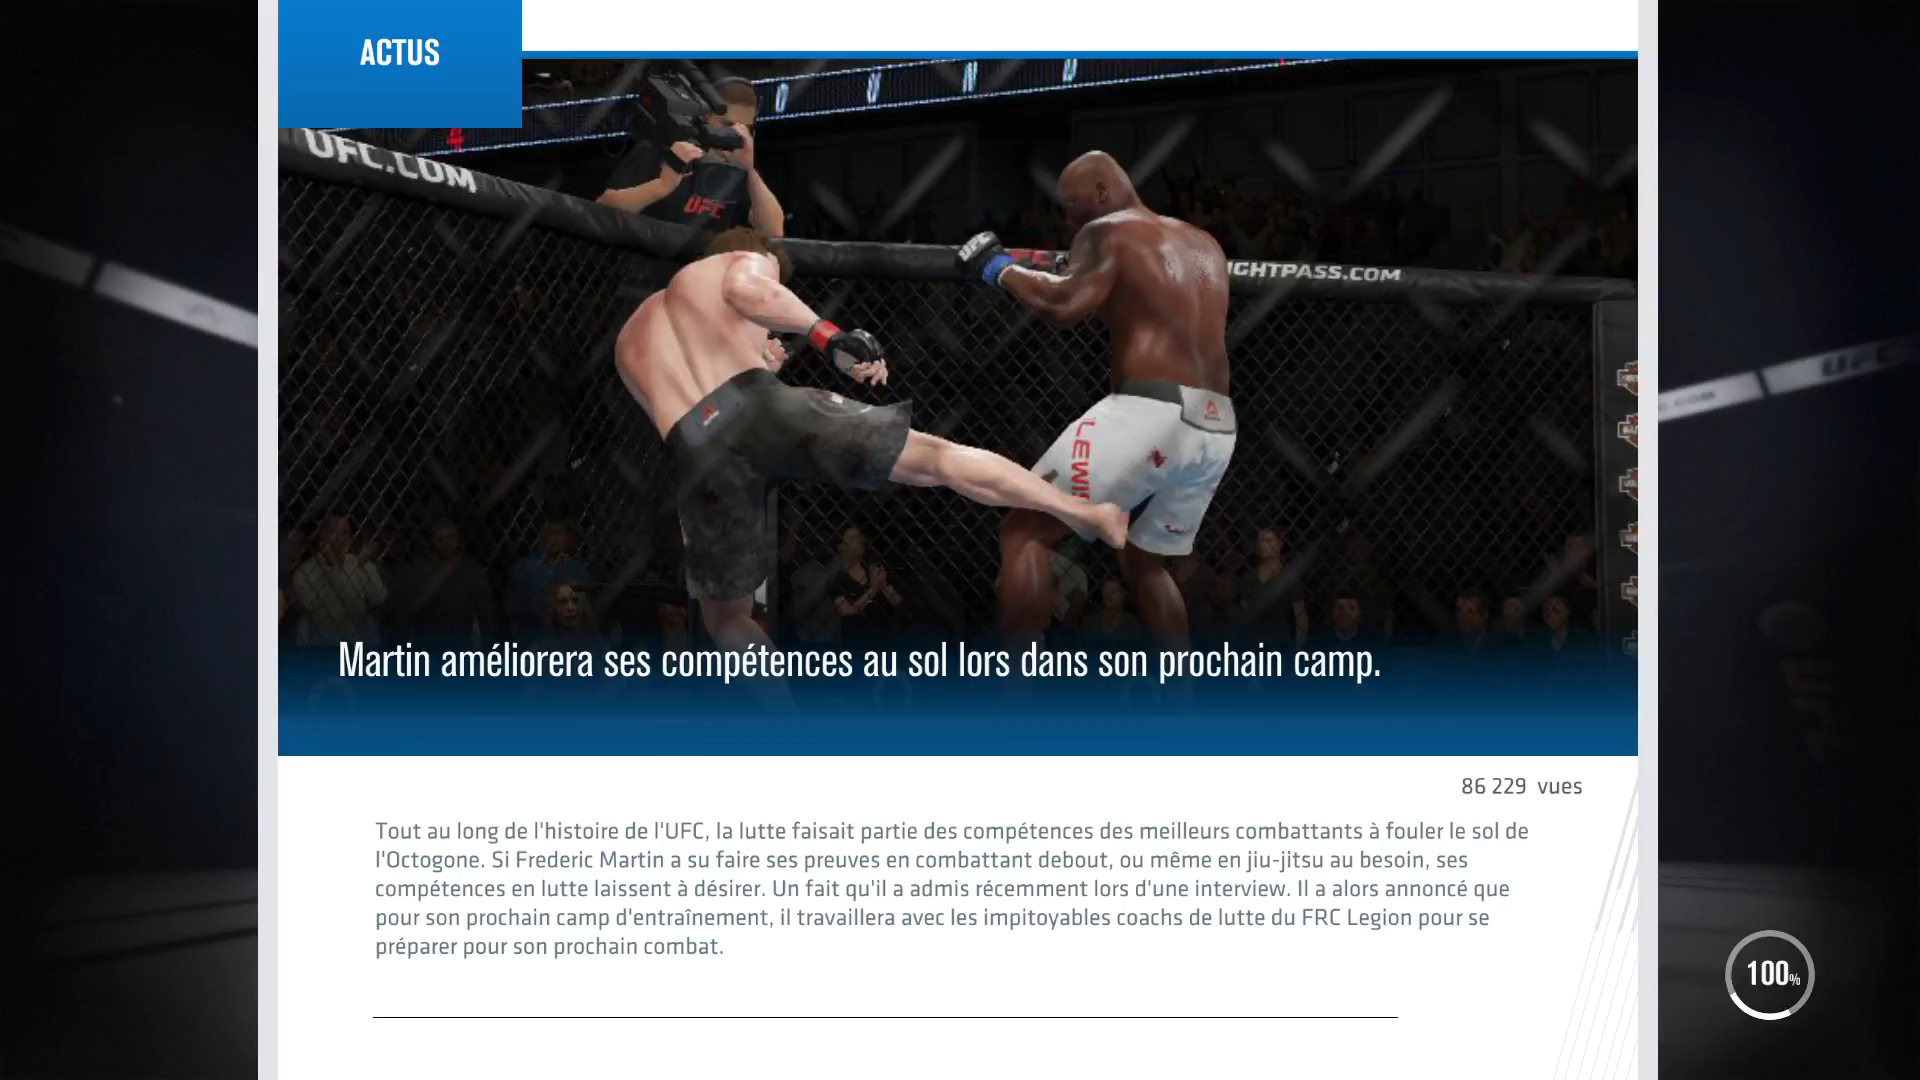 ACTUS
UFC.COM
UFC
UFC
IGHTPASS.COM
LEWIS
Martin améliorera ses compétences au sol lors dans son prochain camp.
86 229 vues
Tout au long de l'histoire de l'UFC, la lutte faisait partie des compétences des meilleurs combattants à fouler le sol de
l'Octogone. Si Frederic Martin a su faire ses preuves en combattant debout, ou même en jiu-jitsu au besoin, ses
compétences en lutte laissent à désirer. Un fait qu'il a admis récemment lors d'une interview. Il a alors annoncé que
pour son prochain camp d'entraînement, il travaillera avec les impitoyables coachs de lutte du FRC Legion pour se
préparer pour son prochain combat.
100%